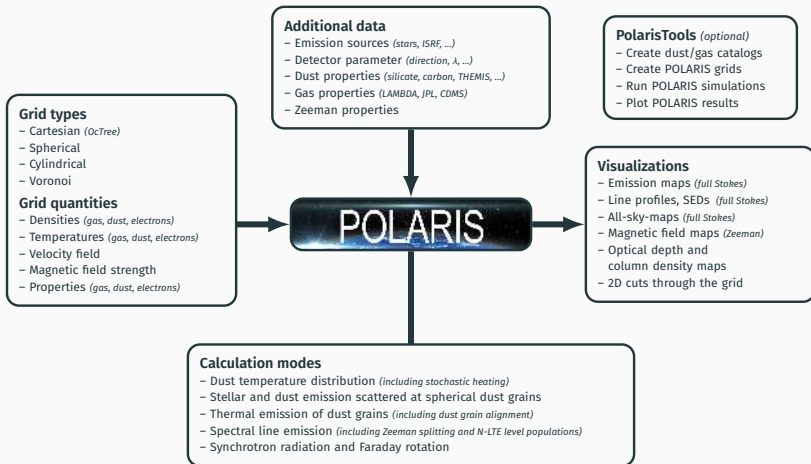 Additional data
– Emission sources (stars, ISRF, ...)
– Detector parameter (direction, λ, ...)
– Dust properties (silicate, carbon, THEMIS, ...)
– Gas properties (LAMBDA, JPL, CDMS)
– Zeeman properties
PolarisTools (optional)
– Create dust/gas catalogs
– Create POLARIS grids
– Run POLARIS simulations
– Plot POLARIS results
Grid types
– Cartesian (OcTree)
– Spherical
– Cylindrical
– Voronoi
Grid quantities
– Densities (gas, dust, electrons)
– Temperatures (gas, dust, electrons)
– Velocity field
– Magnetic field strength
– Properties (gas, dust, electrons)
POLARIS
Visualizations
– Emission maps (full Stokes)
– Line profiles, SEDs (full Stokes)
– All-sky-maps (full Stokes)
– Magnetic field maps (Zeeman)
– Optical depth and
column density maps
– 2D cuts through the grid
Calculation modes
– Dust temperature distribution (including stochastic heating)
– Stellar and dust emission scattered at spherical dust grains
– Thermal emission of dust grains (including dust grain alignment)
– Spectral line emission (including Zeeman splitting and N-LTE level populations)
– Synchrotron radiation and Faraday rotation